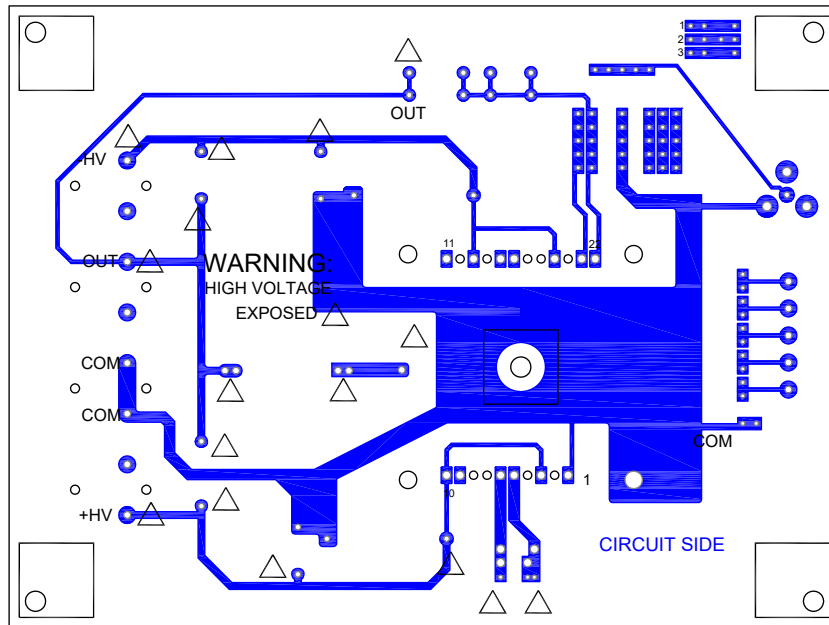 1
2
3
OUT
-HV
11
22
OUT
WARNING:
HIGH VOLTAGE
EXPOSED
COM
COM
COM
10
1
+HV
CIRCUIT SIDE